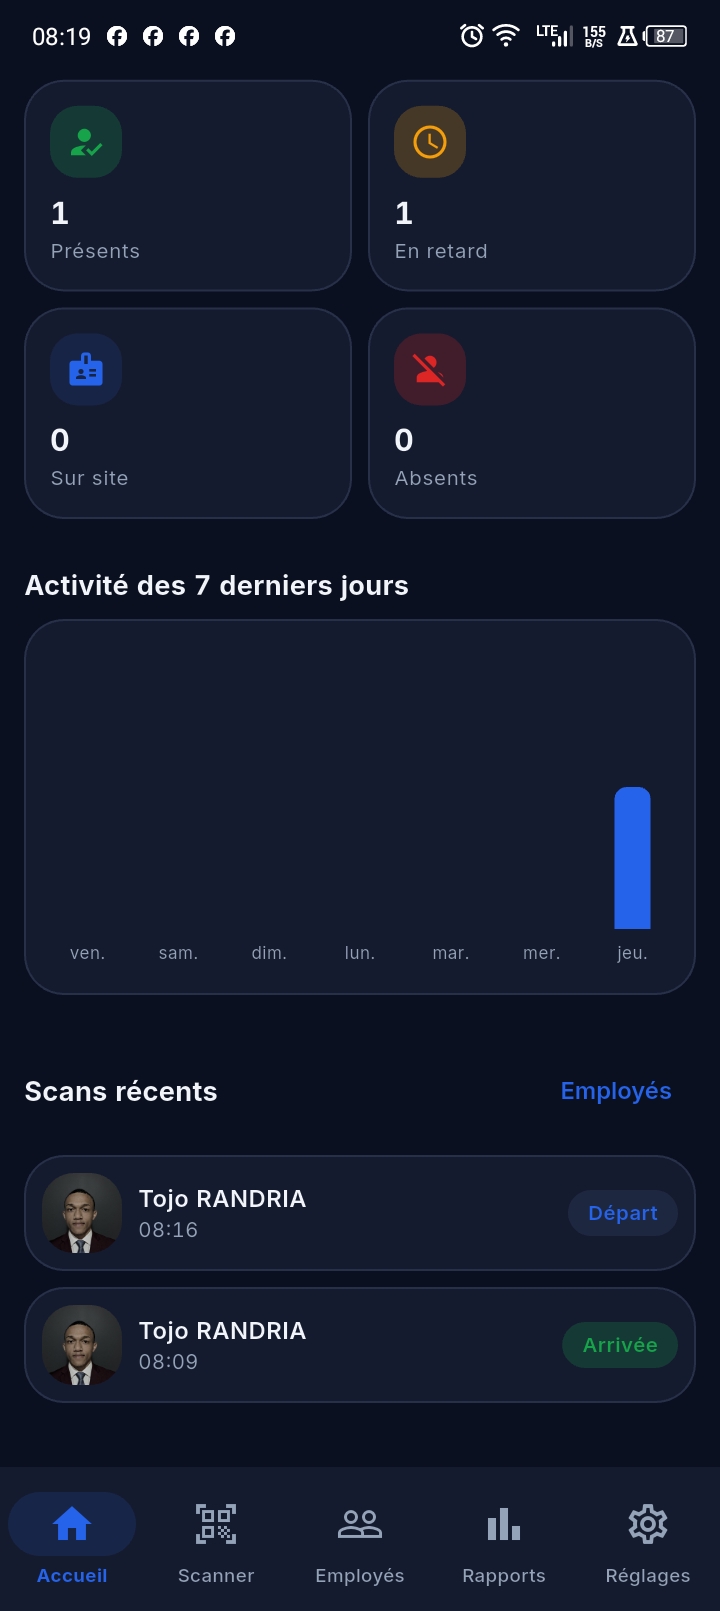 08:19 LTE 155 B/S 87
1
Présents
1
En retard
0
Sur site
0
Absents
Activité des 7 derniers jours
ven. sam. dim. lun. mar. mer. jeu.
Scans récents Employés
Tojo RANDRIA
08:16
Départ
Tojo RANDRIA
08:09
Arrivée
Accueil Scanner Employés Rapports Réglages